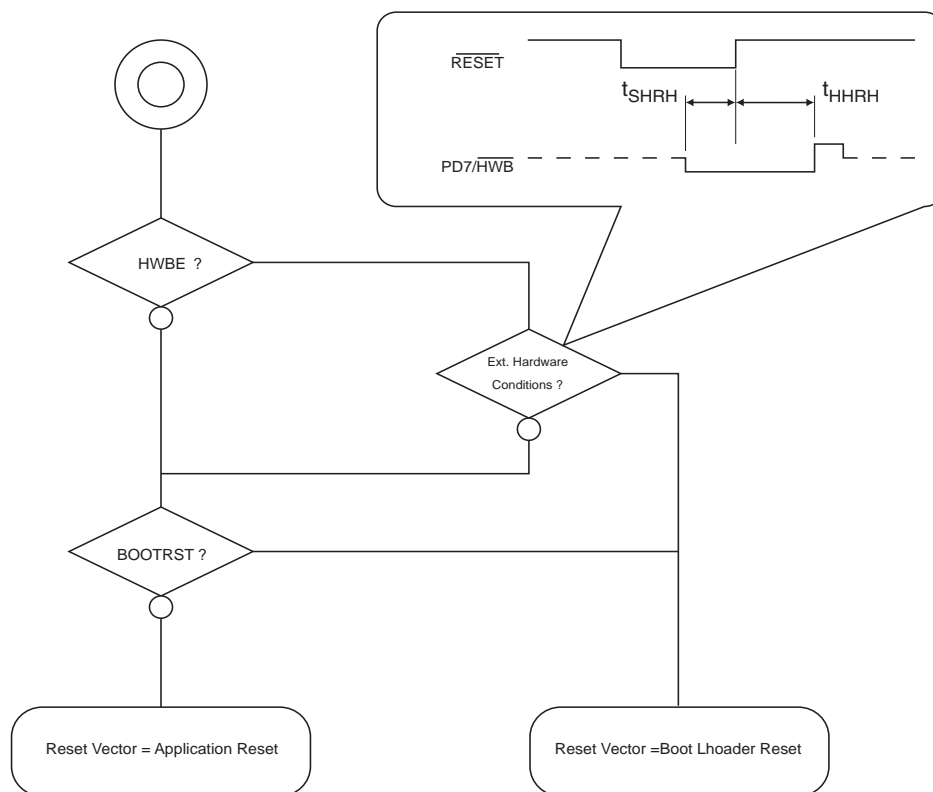 RESET
tSHRH
tHHRH
PD7/HWB
HWBE ?
Ext. Hardware
Conditions ?
BOOTRST ?
Reset Vector = Application Reset
Reset Vector =Boot Lhoader Reset